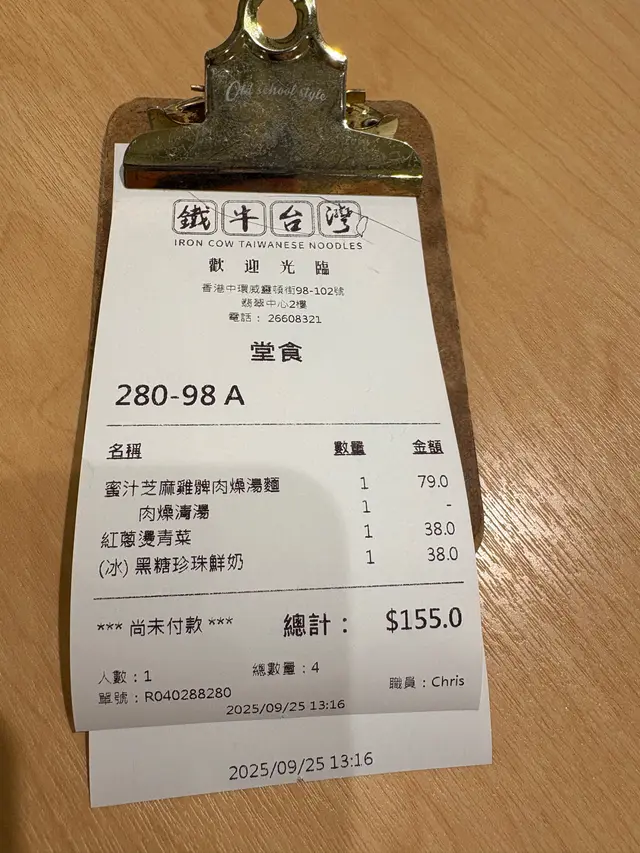 Old school style
鐵牛台灣
IRON COW TAIWANESE NOODLES
歡迎光臨
香港中環威靈頓街98-102號
翡翠中心2樓
電話： 26608321
堂食
280-98 A
名稱 數量 金額
蜜汁芝麻雞髀肉燥湯麵 1 79.0
肉燥清湯 1 -
紅蔥燙青菜 1 38.0
(冰) 黑糖珍珠鮮奶 1 38.0
*** 尚未付款 *** 總計： $155.0
人數：1 總數量：4 職員：Chris
單號：R040288280
2025/09/25 13:16
2025/09/25 13:16